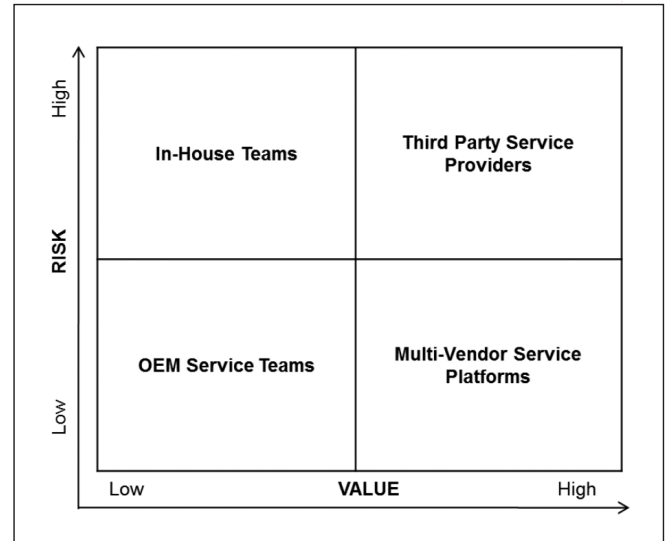 High
RISK
Low
In-House Teams
Third Party Service
Providers
OEM Service Teams
Multi-Vendor Service
Platforms
Low
VALUE
High